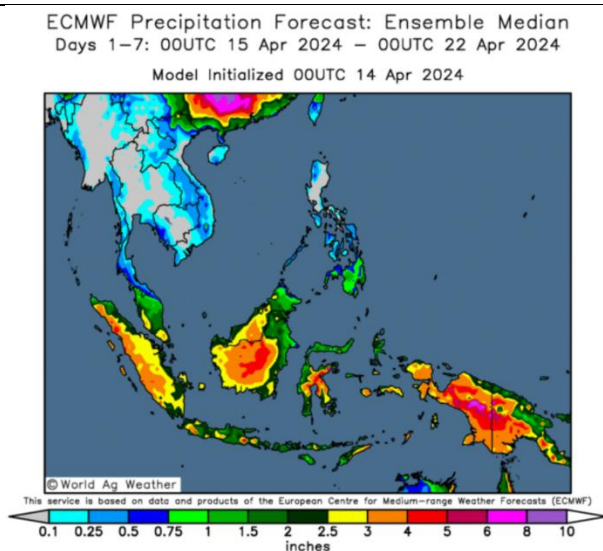 ECMWF Precipitation Forecast: Ensemble Median
Days 1-7: 00UTC 15 Apr 2024 - 00UTC 22 Apr 2024
Model Initialized 00UTC 14 Apr 2024
© World Ag Weather
This service is based on data and products of the European Centre for Medium-range Weather Forecasts (ECMWF)
0.1 0.25 0.5 0.75 1 1.5 2 2.5 3 4 5 6 8 10
inches